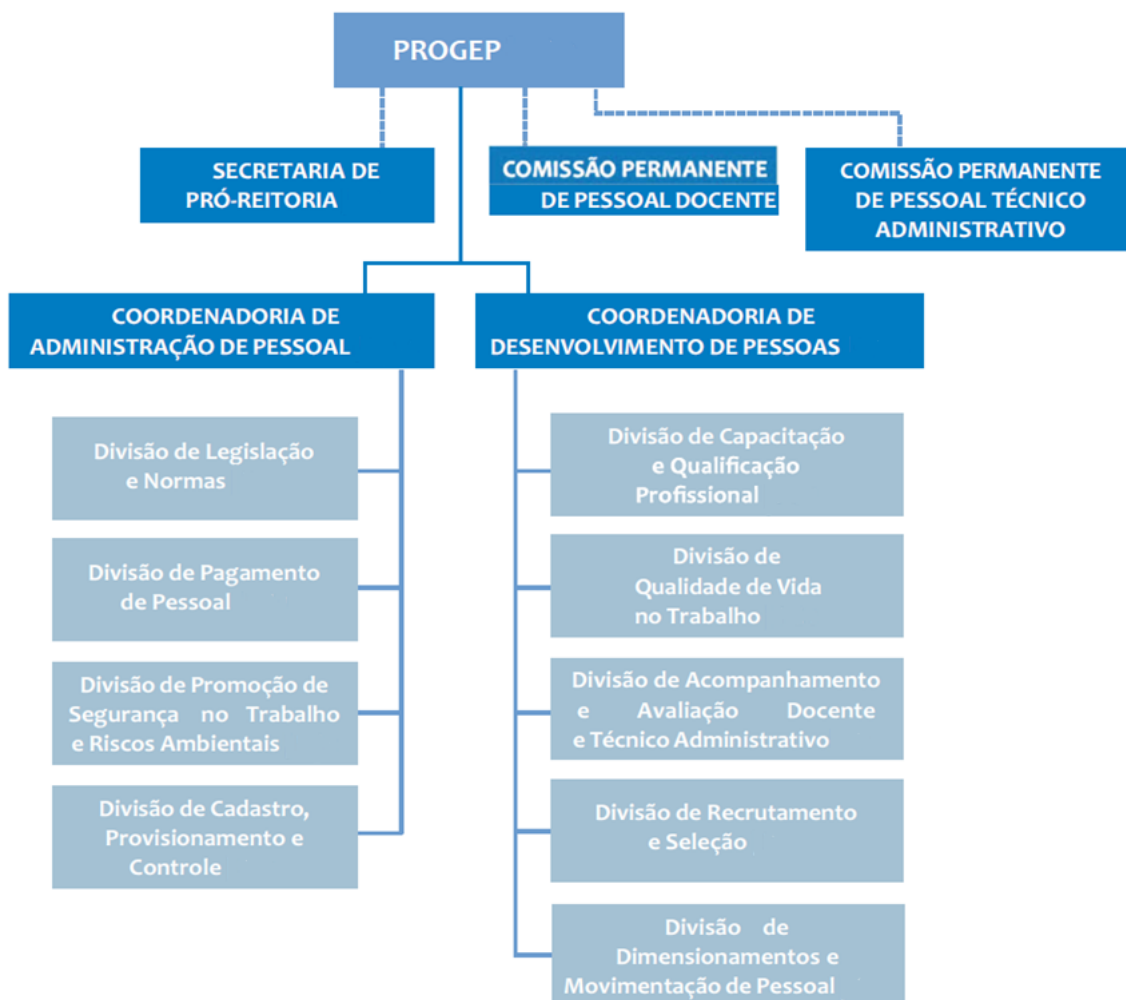 PROGEP
SECRETARIA DE
PRÓ-REITORIA
COMISSÃO PERMANENTE
DE PESSOAL DOCENTE
COMISSÃO PERMANENTE
DE PESSOAL TÉCNICO
ADMINISTRATIVO
COORDENADORIA DE
ADMINISTRAÇÃO DE PESSOAL
COORDENADORIA DE
DESENVOLVIMENTO DE PESSOAS
Divisão de Legislação
e Normas
Divisão de Pagamento
de Pessoal
Divisão de Promoção de
Segurança no Trabalho
e Riscos Ambientais
Divisão de Cadastro,
Provisionamento e
Controle
Divisão de Capacitação
e Qualificação
Profissional
Divisão de
Qualidade de Vida
no Trabalho
Divisão de Acompanhamento
e Avaliação Docente
e Técnico Administrativo
Divisão de Recrutamento
e Seleção
Divisão de
Dimensionamentos e
Movimentação de Pessoal